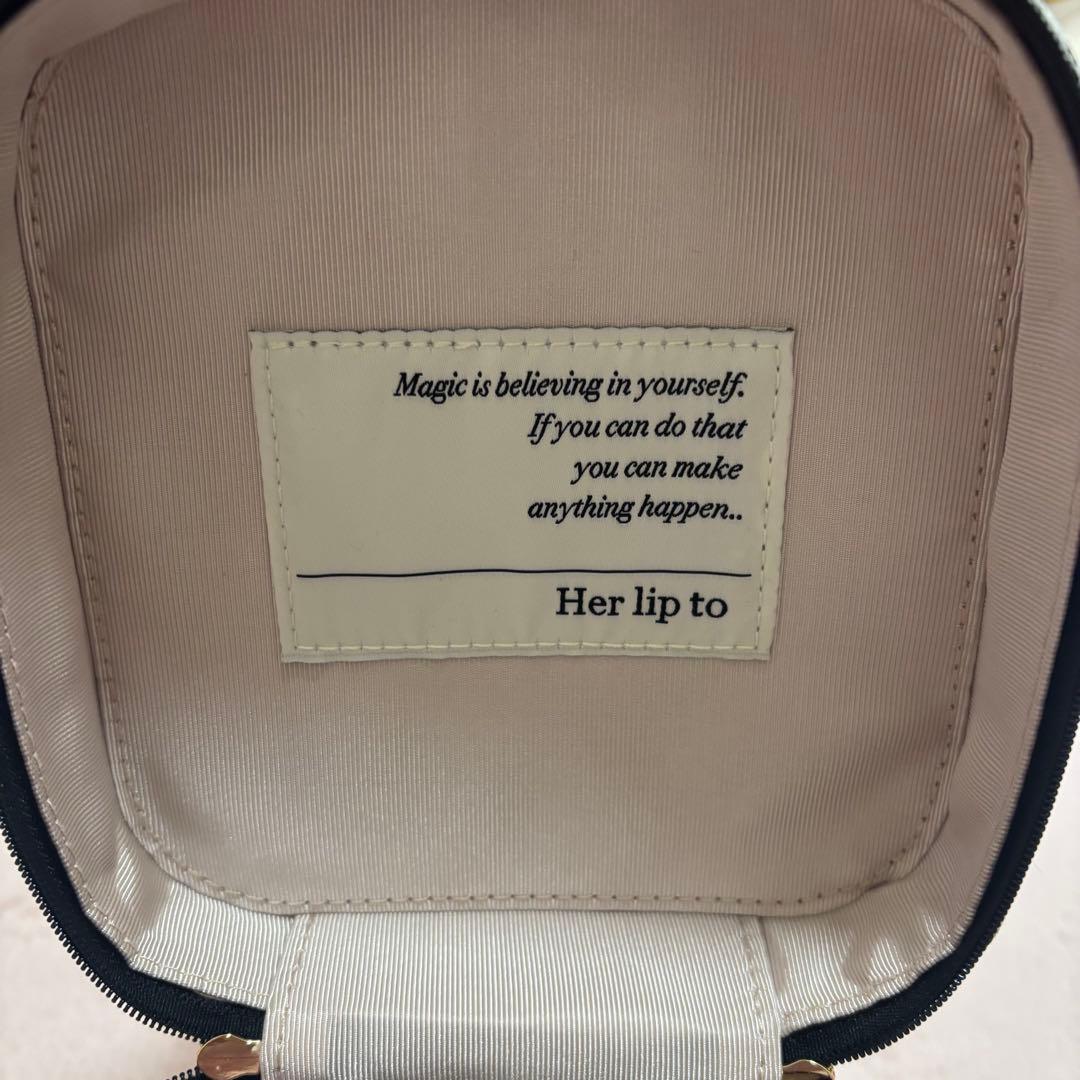 Magic is believing in yourself.
If you can do that
you can make
anything happen..
Her lip to